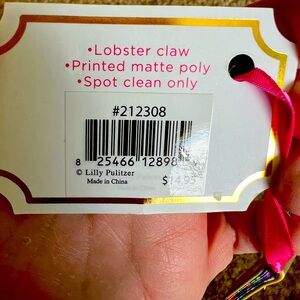 •Lobster claw
•Printed matte poly
•Spot clean only
#212308
8 25466 12898
© Lilly Pulitzer
Made in China
$14.95